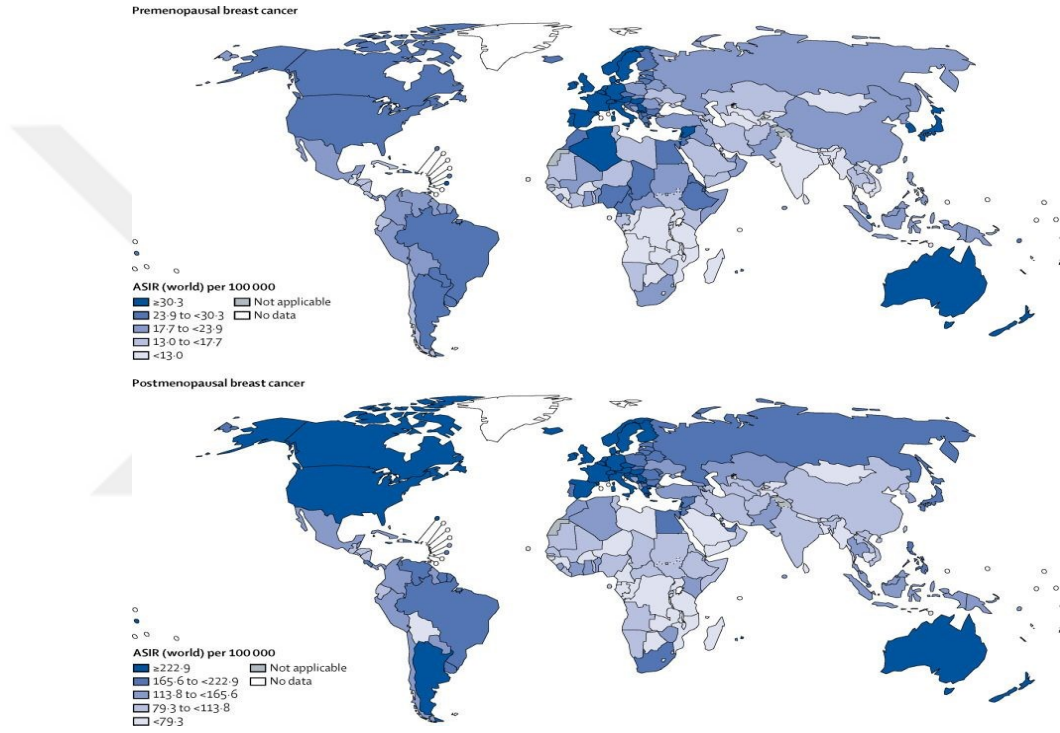 Premenopausal breast cancer
ASIR (world) per 100 000
≥30·3 Not applicable
23·9 to <30·3 No data
17·7 to <23·9
13·0 to <17·7
<13·0
Postmenopausal breast cancer
ASIR (world) per 100 000
≥222·9 Not applicable
165·6 to <222·9 No data
113·8 to <165·6
79·3 to <113·8
<79·3